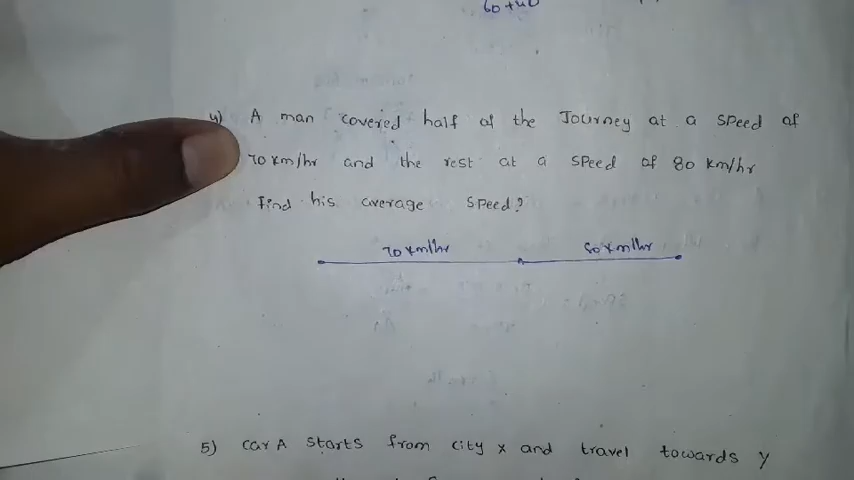 60+40
4) A man covered half of the Journey at a speed of
70 km/hr and the rest at a speed of 80 km/hr
Find his average speed?
70 km/hr 80 km/hr
5) car A starts from city x and travel towards y